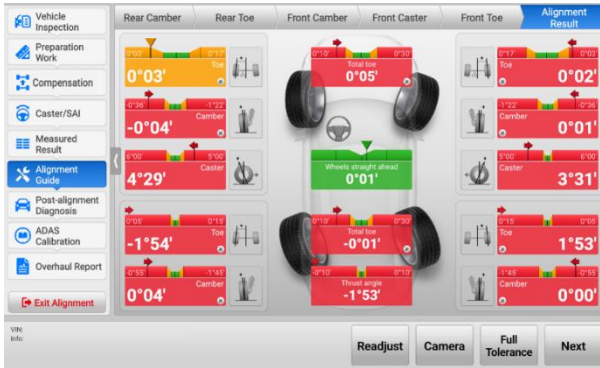 Vehicle
Inspection
Preparation
Work
Compensation
Caster/SAI
Measured
Result
Alignment
Guide
Post-alignment
Diagnosis
ADAS
Calibration
Overhaul Report
Exit Alignment
Rear Camber
Rear Toe
Front Camber
Front Caster
Front Toe
Alignment
Result
0°03' 0°17'
Toe
0°03'
-0°36' -1°22'
Camber
-0°04'
6°00' 5°00'
Caster
4°29'
0°05' 0°15'
Toe
-1°54'
-0°55' -1°45'
Camber
0°04'
0°10' 0°30'
Total toe
0°05'
Wheels straight ahead
0°01'
0°10' 0°30'
Total toe
-0°01'
-0°10' 0°10'
Thrust angle
-1°53'
0°17' 0°03'
Toe
0°02'
-1°22' -0°36'
Camber
0°01'
5°00' 6°00'
Caster
3°31'
0°15' 0°05'
Toe
1°53'
-1°45' -0°55'
Camber
0°00'
VIN:
Info:
Readjust
Camera
Full
Tolerance
Next